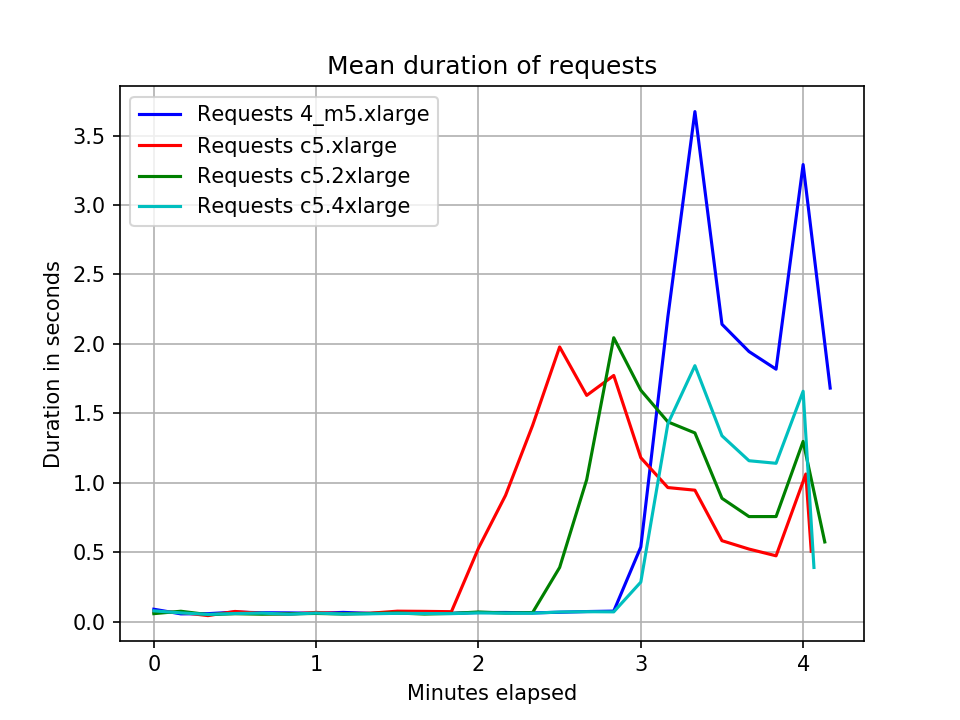 Mean duration of requests
Requests 4_m5.xlarge
Requests c5.xlarge
Requests c5.2xlarge
Requests c5.4xlarge
Duration in seconds
3.5
3.0
2.5
2.0
1.5
1.0
0.5
0.0
0 1 2 3 4
Minutes elapsed